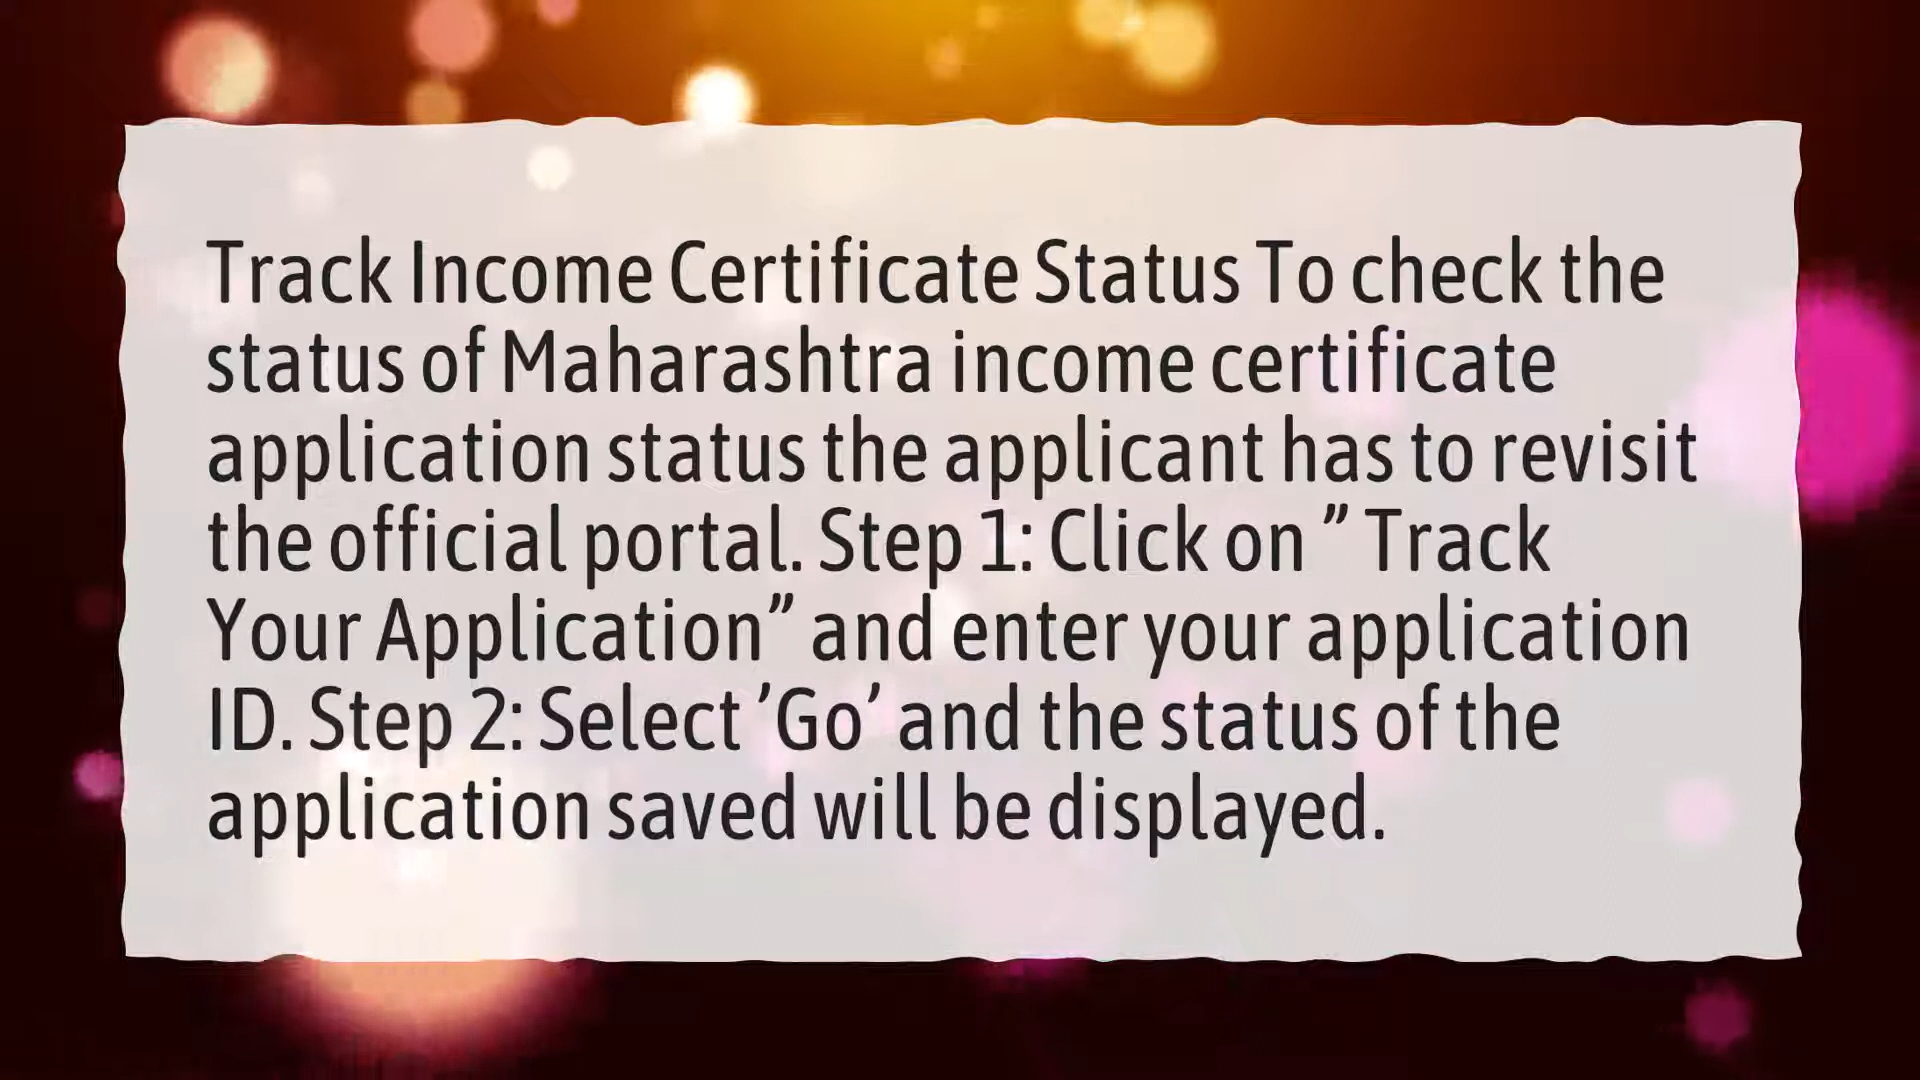 Track Income Certificate Status To check the
status of Maharashtra income certificate
application status the applicant has to revisit
the official portal. Step 1: Click on ” Track
Your Application” and enter your application
ID. Step 2: Select ’Go’ and the status of the
application saved will be displayed.